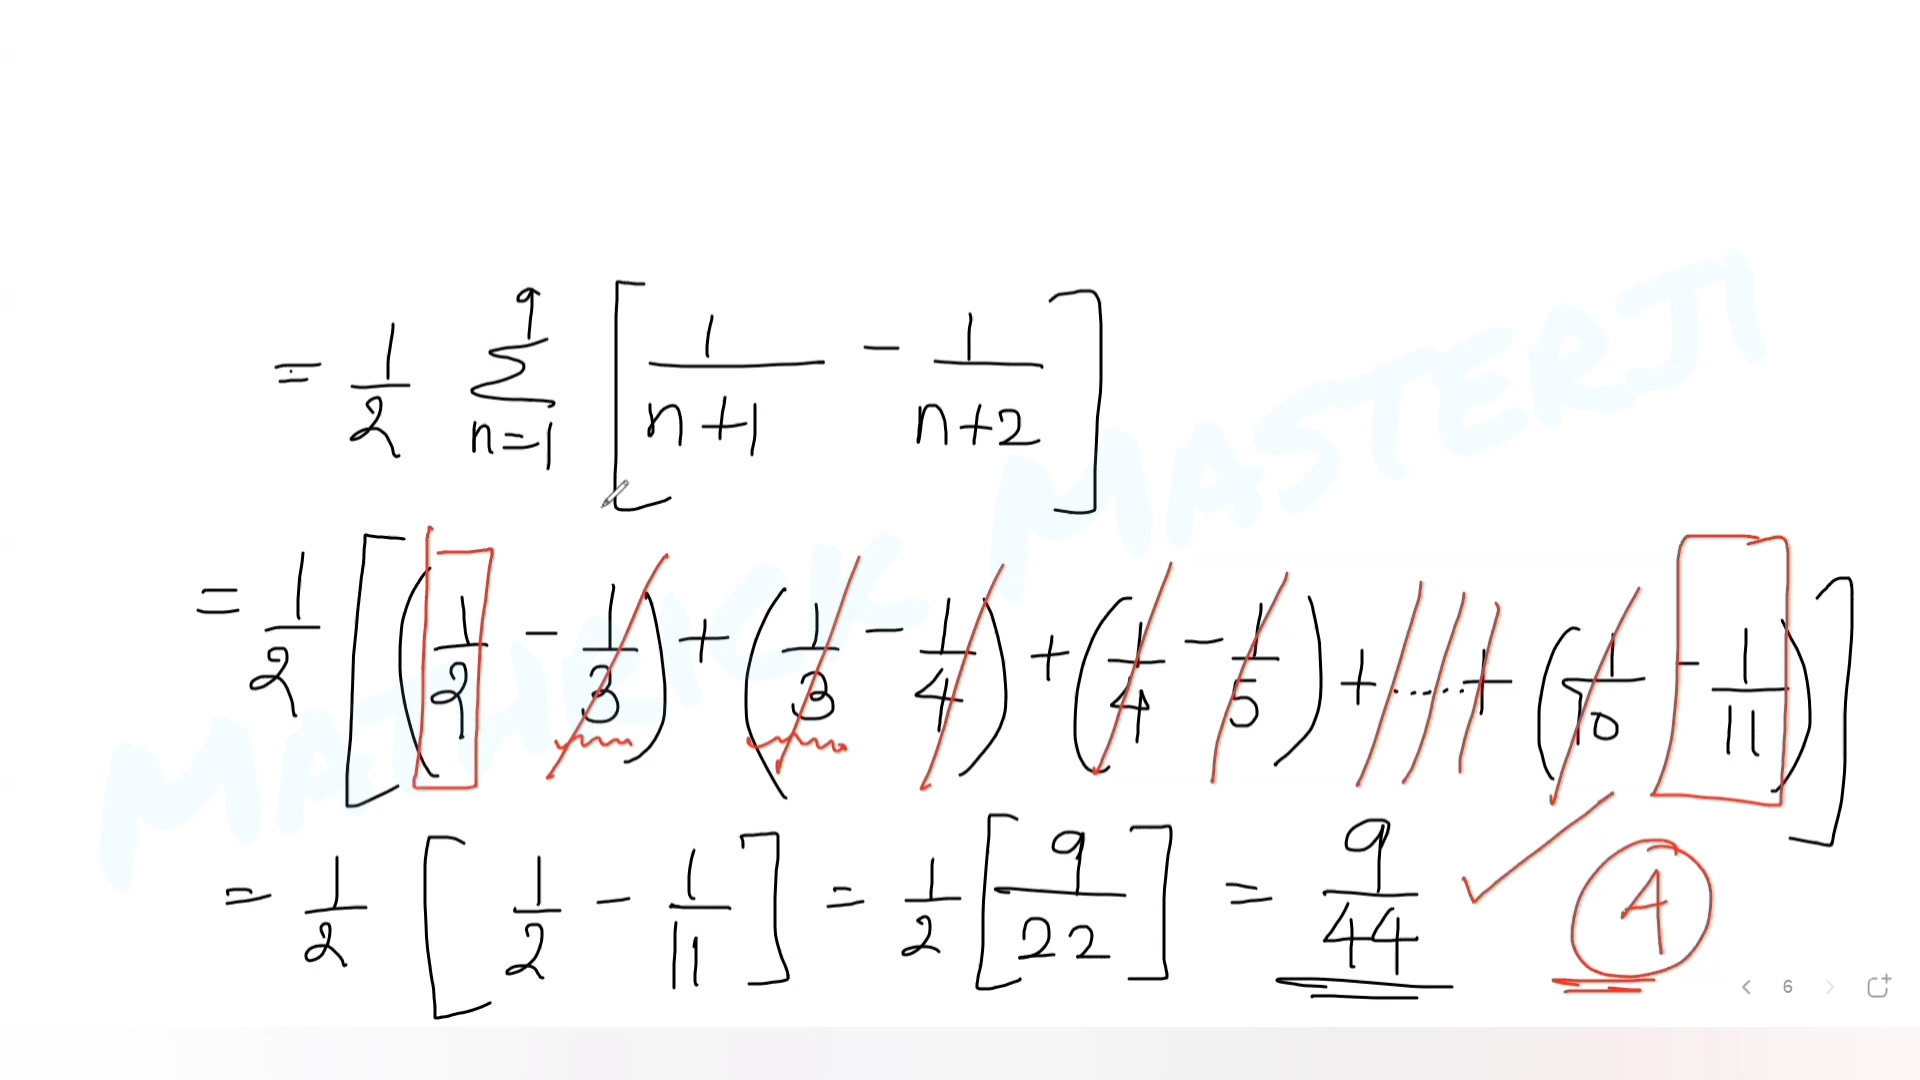 = 1/2 9∑n=1 [ 1/(n+1) − 1/(n+2) ]
= 1/2 [ (1/2 − 1/3) + (1/3 − 1/4) + (1/4 − 1/5) + ...... + (1/10 − 1/11) ]
= 1/2 [ 1/2 − 1/11 ] = 1/2 [ 9/22 ] = 9/44 ✓ 4
< 6 >
MATHRICK MASTERJI